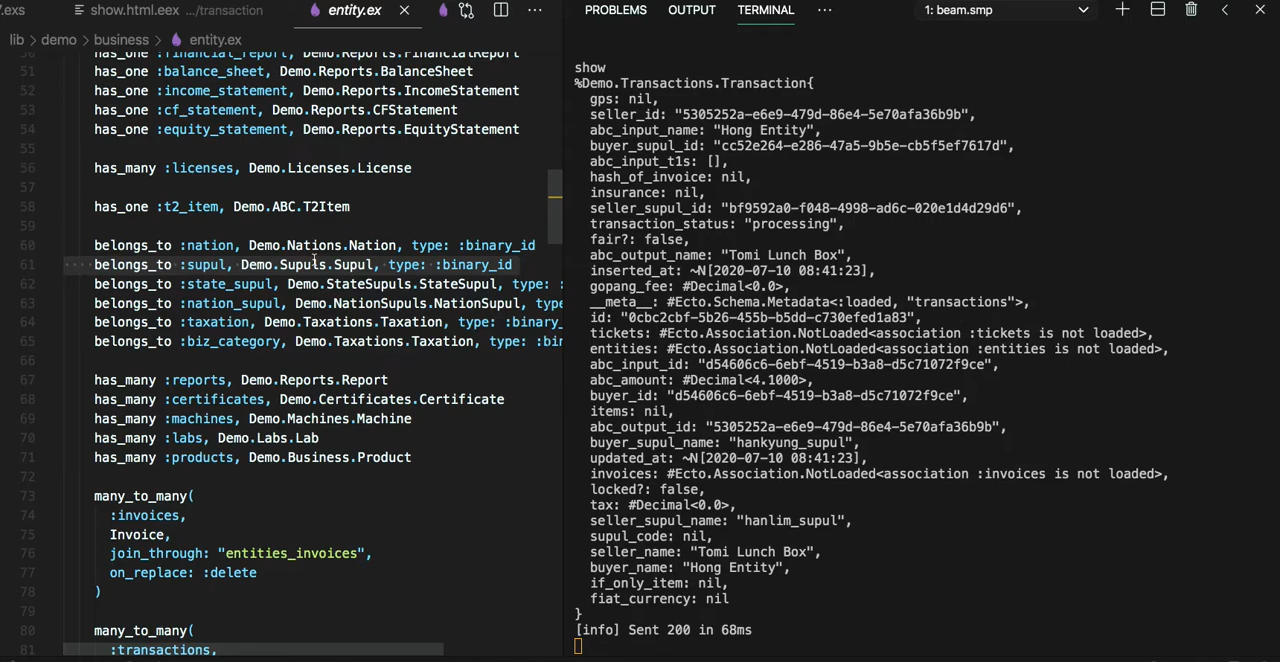 .exs
show.html.eex .../transaction
entity.ex
lib > demo > business > entity.ex
50 has_one :financial_report, Demo.Reports.FinancialReport
51 has_one :balance_sheet, Demo.Reports.BalanceSheet
52 has_one :income_statement, Demo.Reports.IncomeStatement
53 has_one :cf_statement, Demo.Reports.CFStatement
54 has_one :equity_statement, Demo.Reports.EquityStatement
55
56 has_many :licenses, Demo.Licenses.License
57
58 has_one :t2_item, Demo.ABC.T2Item
59
60 belongs_to :nation, Demo.Nations.Nation, type: :binary_id
61 belongs_to :supul, Demo.Supuls.Supul, type: :binary_id
62 belongs_to :state_supul, Demo.StateSupuls.StateSupul, type: :
63 belongs_to :nation_supul, Demo.NationSupuls.NationSupul, type
64 belongs_to :taxation, Demo.Taxations.Taxation, type: :binary_
65 belongs_to :biz_category, Demo.Taxations.Taxation, type: :bin
66
67 has_many :reports, Demo.Reports.Report
68 has_many :certificates, Demo.Certificates.Certificate
69 has_many :machines, Demo.Machines.Machine
70 has_many :labs, Demo.Labs.Lab
71 has_many :products, Demo.Business.Product
72
73 many_to_many(
74 :invoices,
75 Invoice,
76 join_through: "entities_invoices",
77 on_replace: :delete
78 )
79
80 many_to_many(
81 :transactions,
PROBLEMS OUTPUT TERMINAL ··· 1: beam.smp
show
%Demo.Transactions.Transaction{
gps: nil,
seller_id: "5305252a-e6e9-479d-86e4-5e70afa36b9b",
abc_input_name: "Hong Entity",
buyer_supul_id: "cc52e264-e286-47a5-9b5e-cb5f5ef7617d",
abc_input_t1s: [],
hash_of_invoice: nil,
insurance: nil,
seller_supul_id: "bf9592a0-f048-4998-ad6c-020e1d4d29d6",
transaction_status: "processing",
fair?: false,
abc_output_name: "Tomi Lunch Box",
inserted_at: ~N[2020-07-10 08:41:23],
gopang_fee: #Decimal<0.0>,
__meta__: #Ecto.Schema.Metadata<:loaded, "transactions">,
id: "0cbc2cbf-5b26-455b-b5dd-c730efed1a83",
tickets: #Ecto.Association.NotLoaded<association :tickets is not loaded>,
entities: #Ecto.Association.NotLoaded<association :entities is not loaded>,
abc_input_id: "d54606c6-6ebf-4519-b3a8-d5c71072f9ce",
abc_amount: #Decimal<4.1000>,
buyer_id: "d54606c6-6ebf-4519-b3a8-d5c71072f9ce",
items: nil,
abc_output_id: "5305252a-e6e9-479d-86e4-5e70afa36b9b",
buyer_supul_name: "hankyung_supul",
updated_at: ~N[2020-07-10 08:41:23],
invoices: #Ecto.Association.NotLoaded<association :invoices is not loaded>,
locked?: false,
tax: #Decimal<0.0>,
seller_supul_name: "hanlim_supul",
supul_code: nil,
seller_name: "Tomi Lunch Box",
buyer_name: "Hong Entity",
if_only_item: nil,
fiat_currency: nil
}
[info] Sent 200 in 68ms